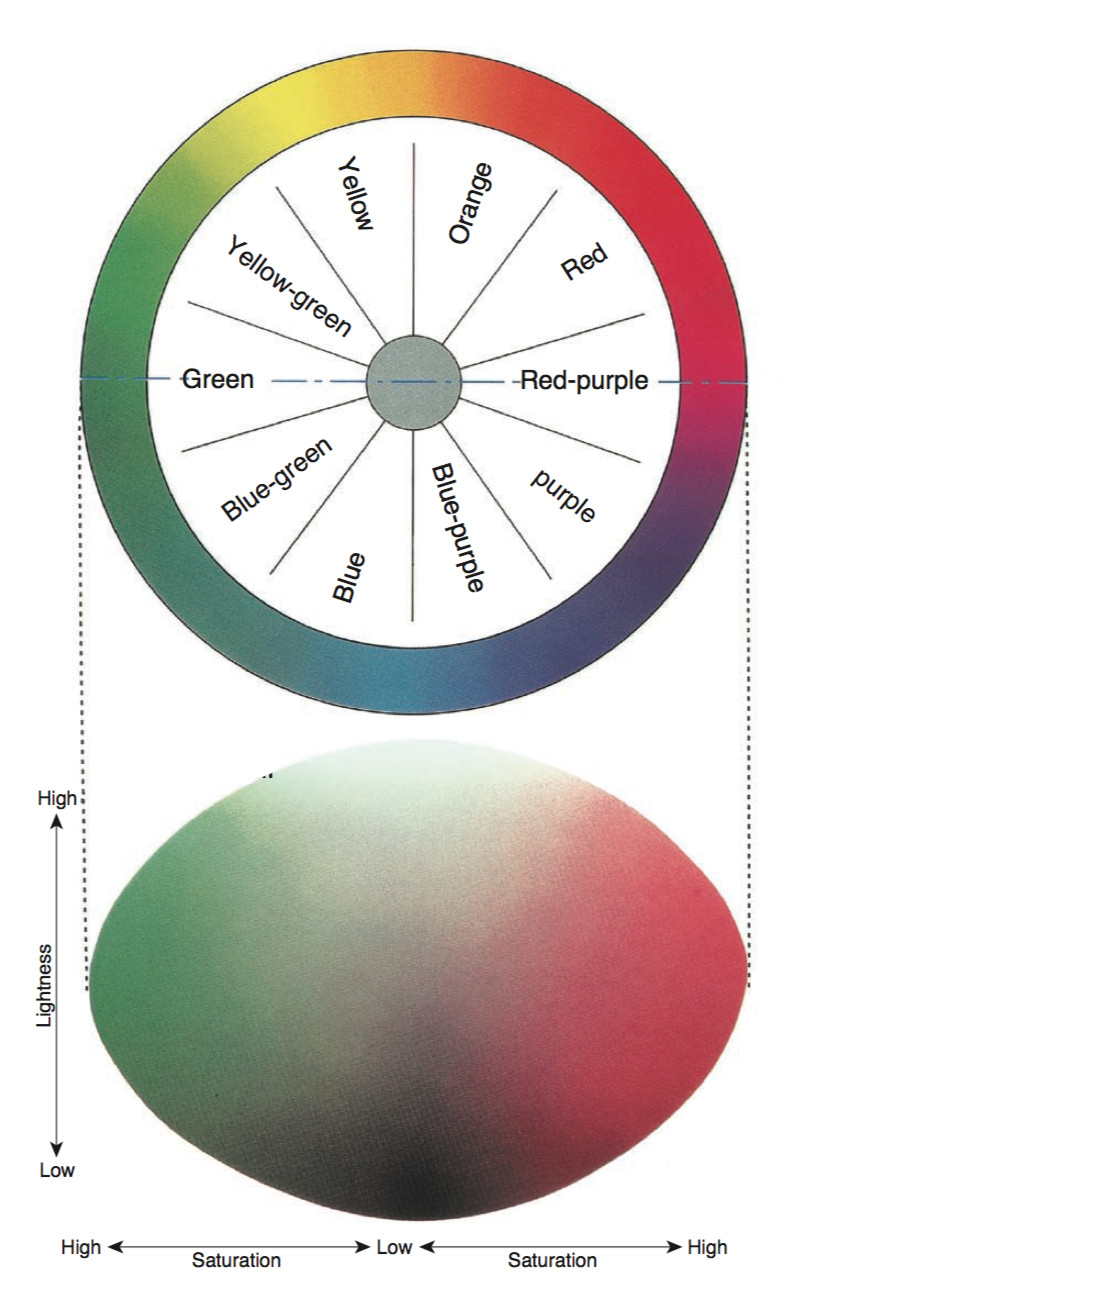 Yellow
Orange
Yellow-green
Red
Green
Red-purple
Blue-green
purple
Blue-purple
Blue
High
Lightness
Low
High
Saturation
Low
Saturation
High